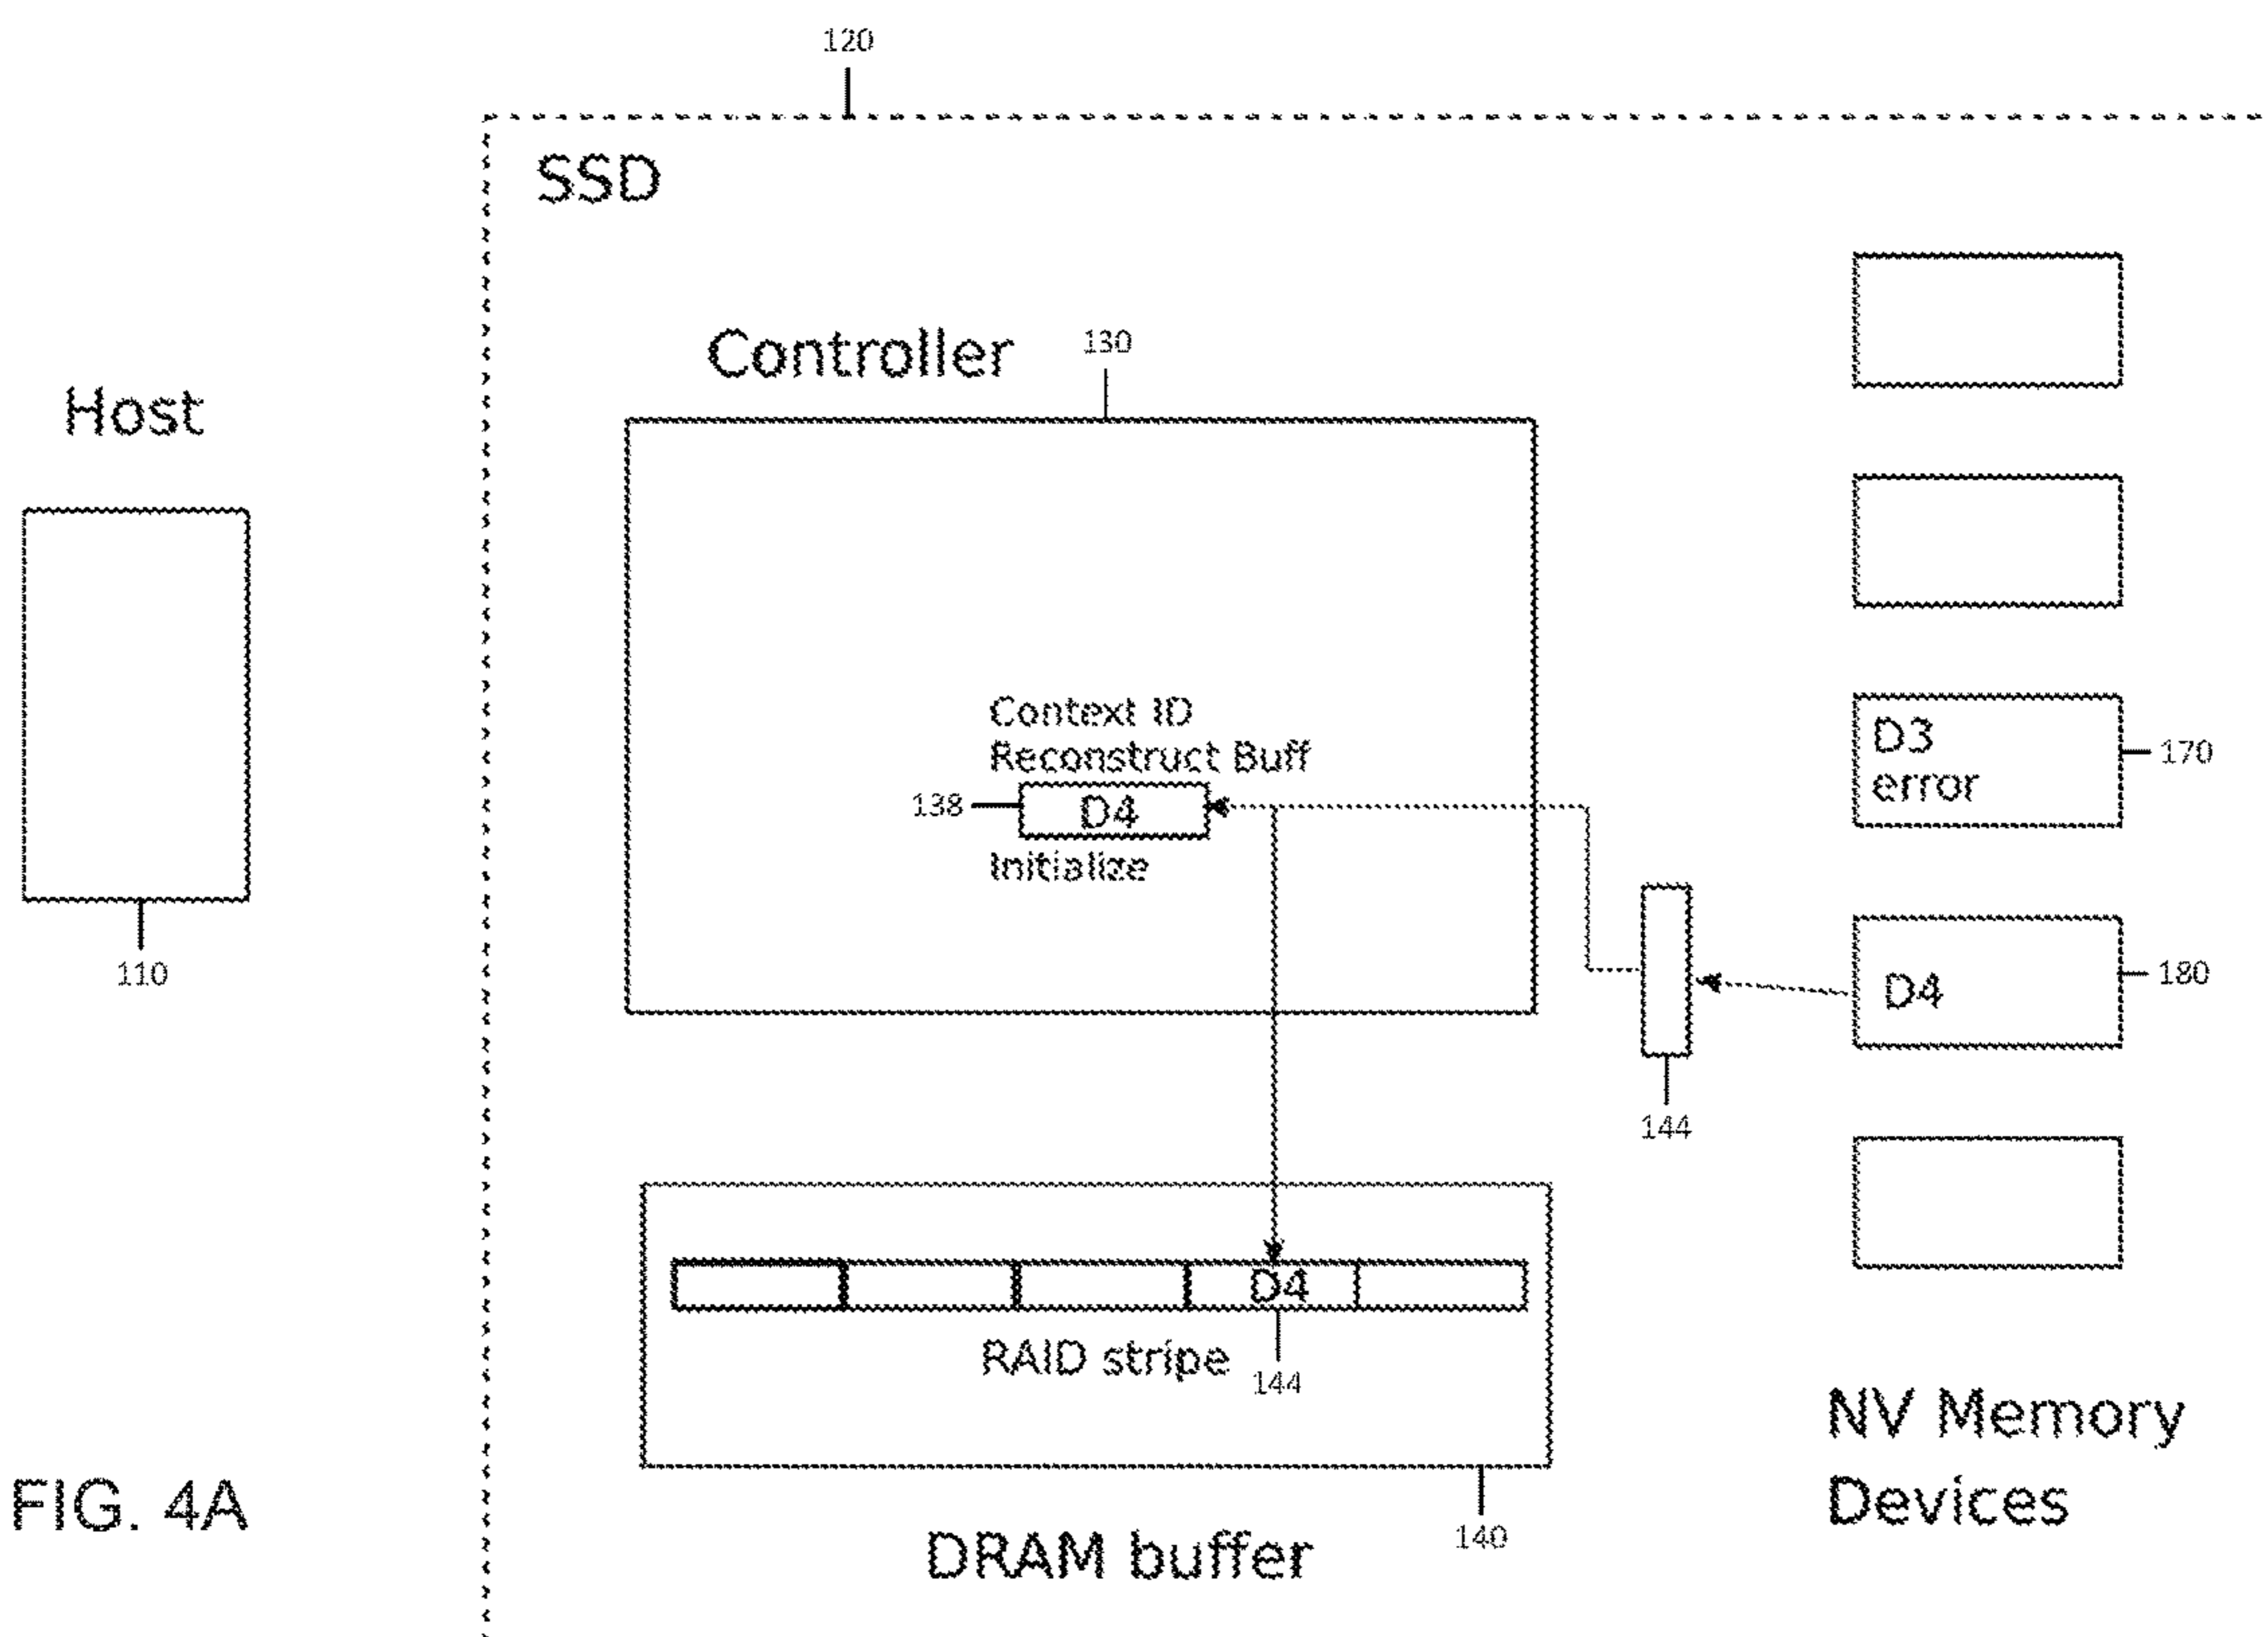 120
SSD
Controller
130
Host
Context ID
Reconstruct Buff
138
D4
Initialize
110
D3
error
170
D4
180
144
D4
RAID stripe
144
140
DRAM buffer
NV Memory
Devices
FIG. 4A